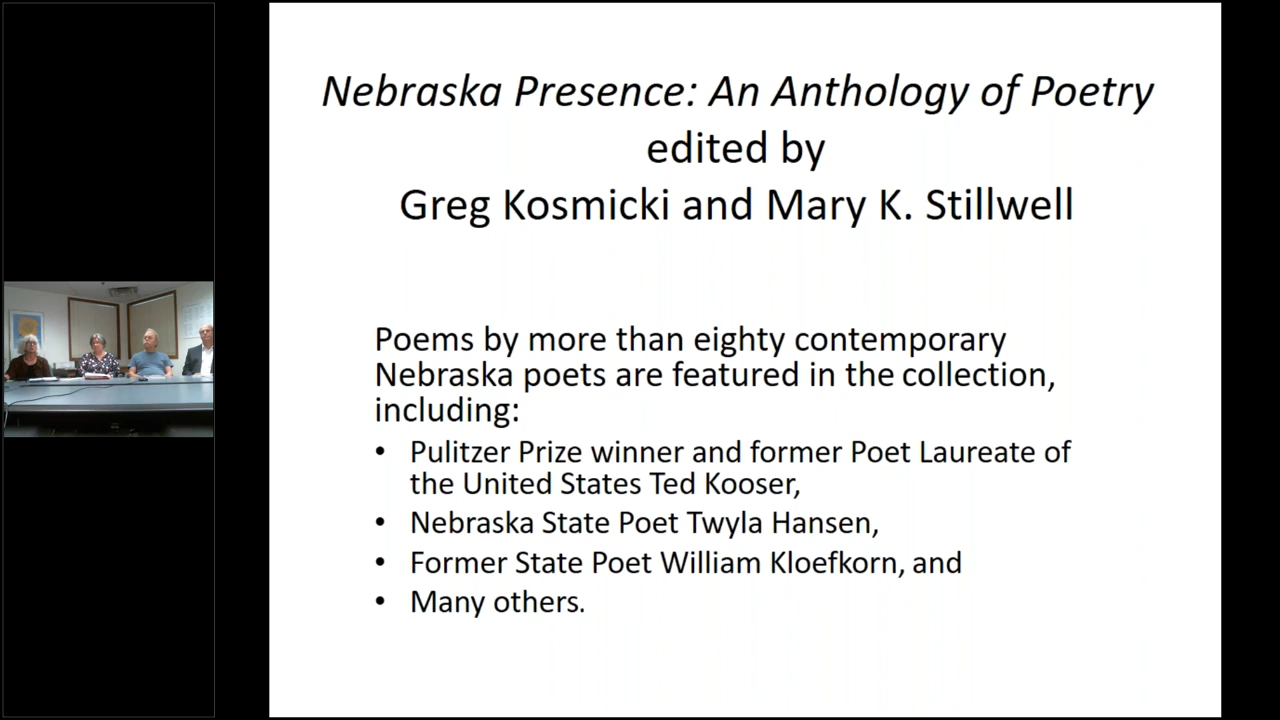 Nebraska Presence: An Anthology of Poetry
edited by
Greg Kosmicki and Mary K. Stillwell
Poems by more than eighty contemporary
Nebraska poets are featured in the collection,
including:
• Pulitzer Prize winner and former Poet Laureate of
the United States Ted Kooser,
• Nebraska State Poet Twyla Hansen,
• Former State Poet William Kloefkorn, and
• Many others.